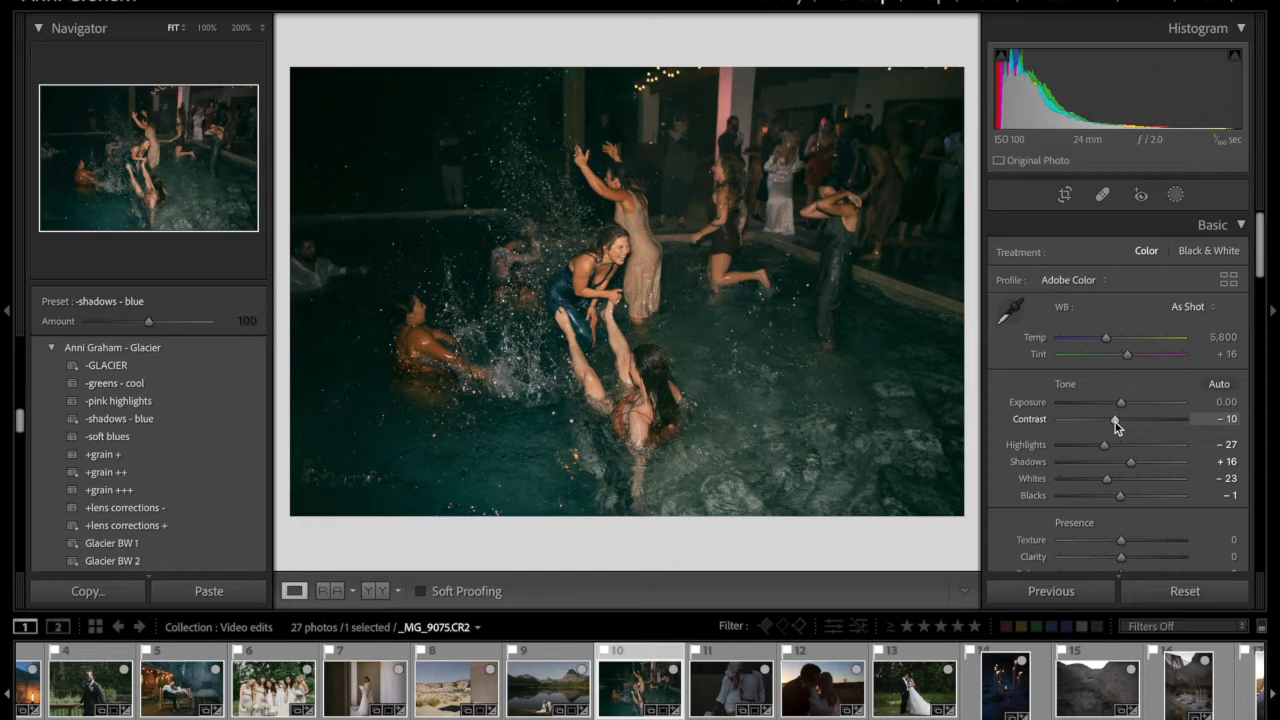 Navigator FIT 100% 200%
Histogram
ISO 100 24 mm ƒ / 2.0 sec
Original Photo
Basic
Treatment : Color Black & White
Profile : Adobe Color
WB : As Shot
Temp 5,800
Tint + 16
Tone Auto
Exposure 0.00
Contrast – 10
Highlights – 27
Shadows + 16
Whites – 23
Blacks – 1
Presence
Texture 0
Clarity 0
Previous Reset
Preset : -shadows - blue
Amount 100
Anni Graham - Glacier
-GLACIER
-greens - cool
-pink highlights
-shadows - blue
-soft blues
+grain +
+grain ++
+grain +++
+lens corrections -
+lens corrections +
Glacier BW 1
Glacier BW 2
Copy... Paste
R A Y Y Soft Proofing
1 2 Collection : Video edits 27 photos /1 selected / _MG_9075.CR2 Filter : ≥ ★★★★★ Filters Off
4 5 6 7 8 9 10 11 12 13 14 15 16 17